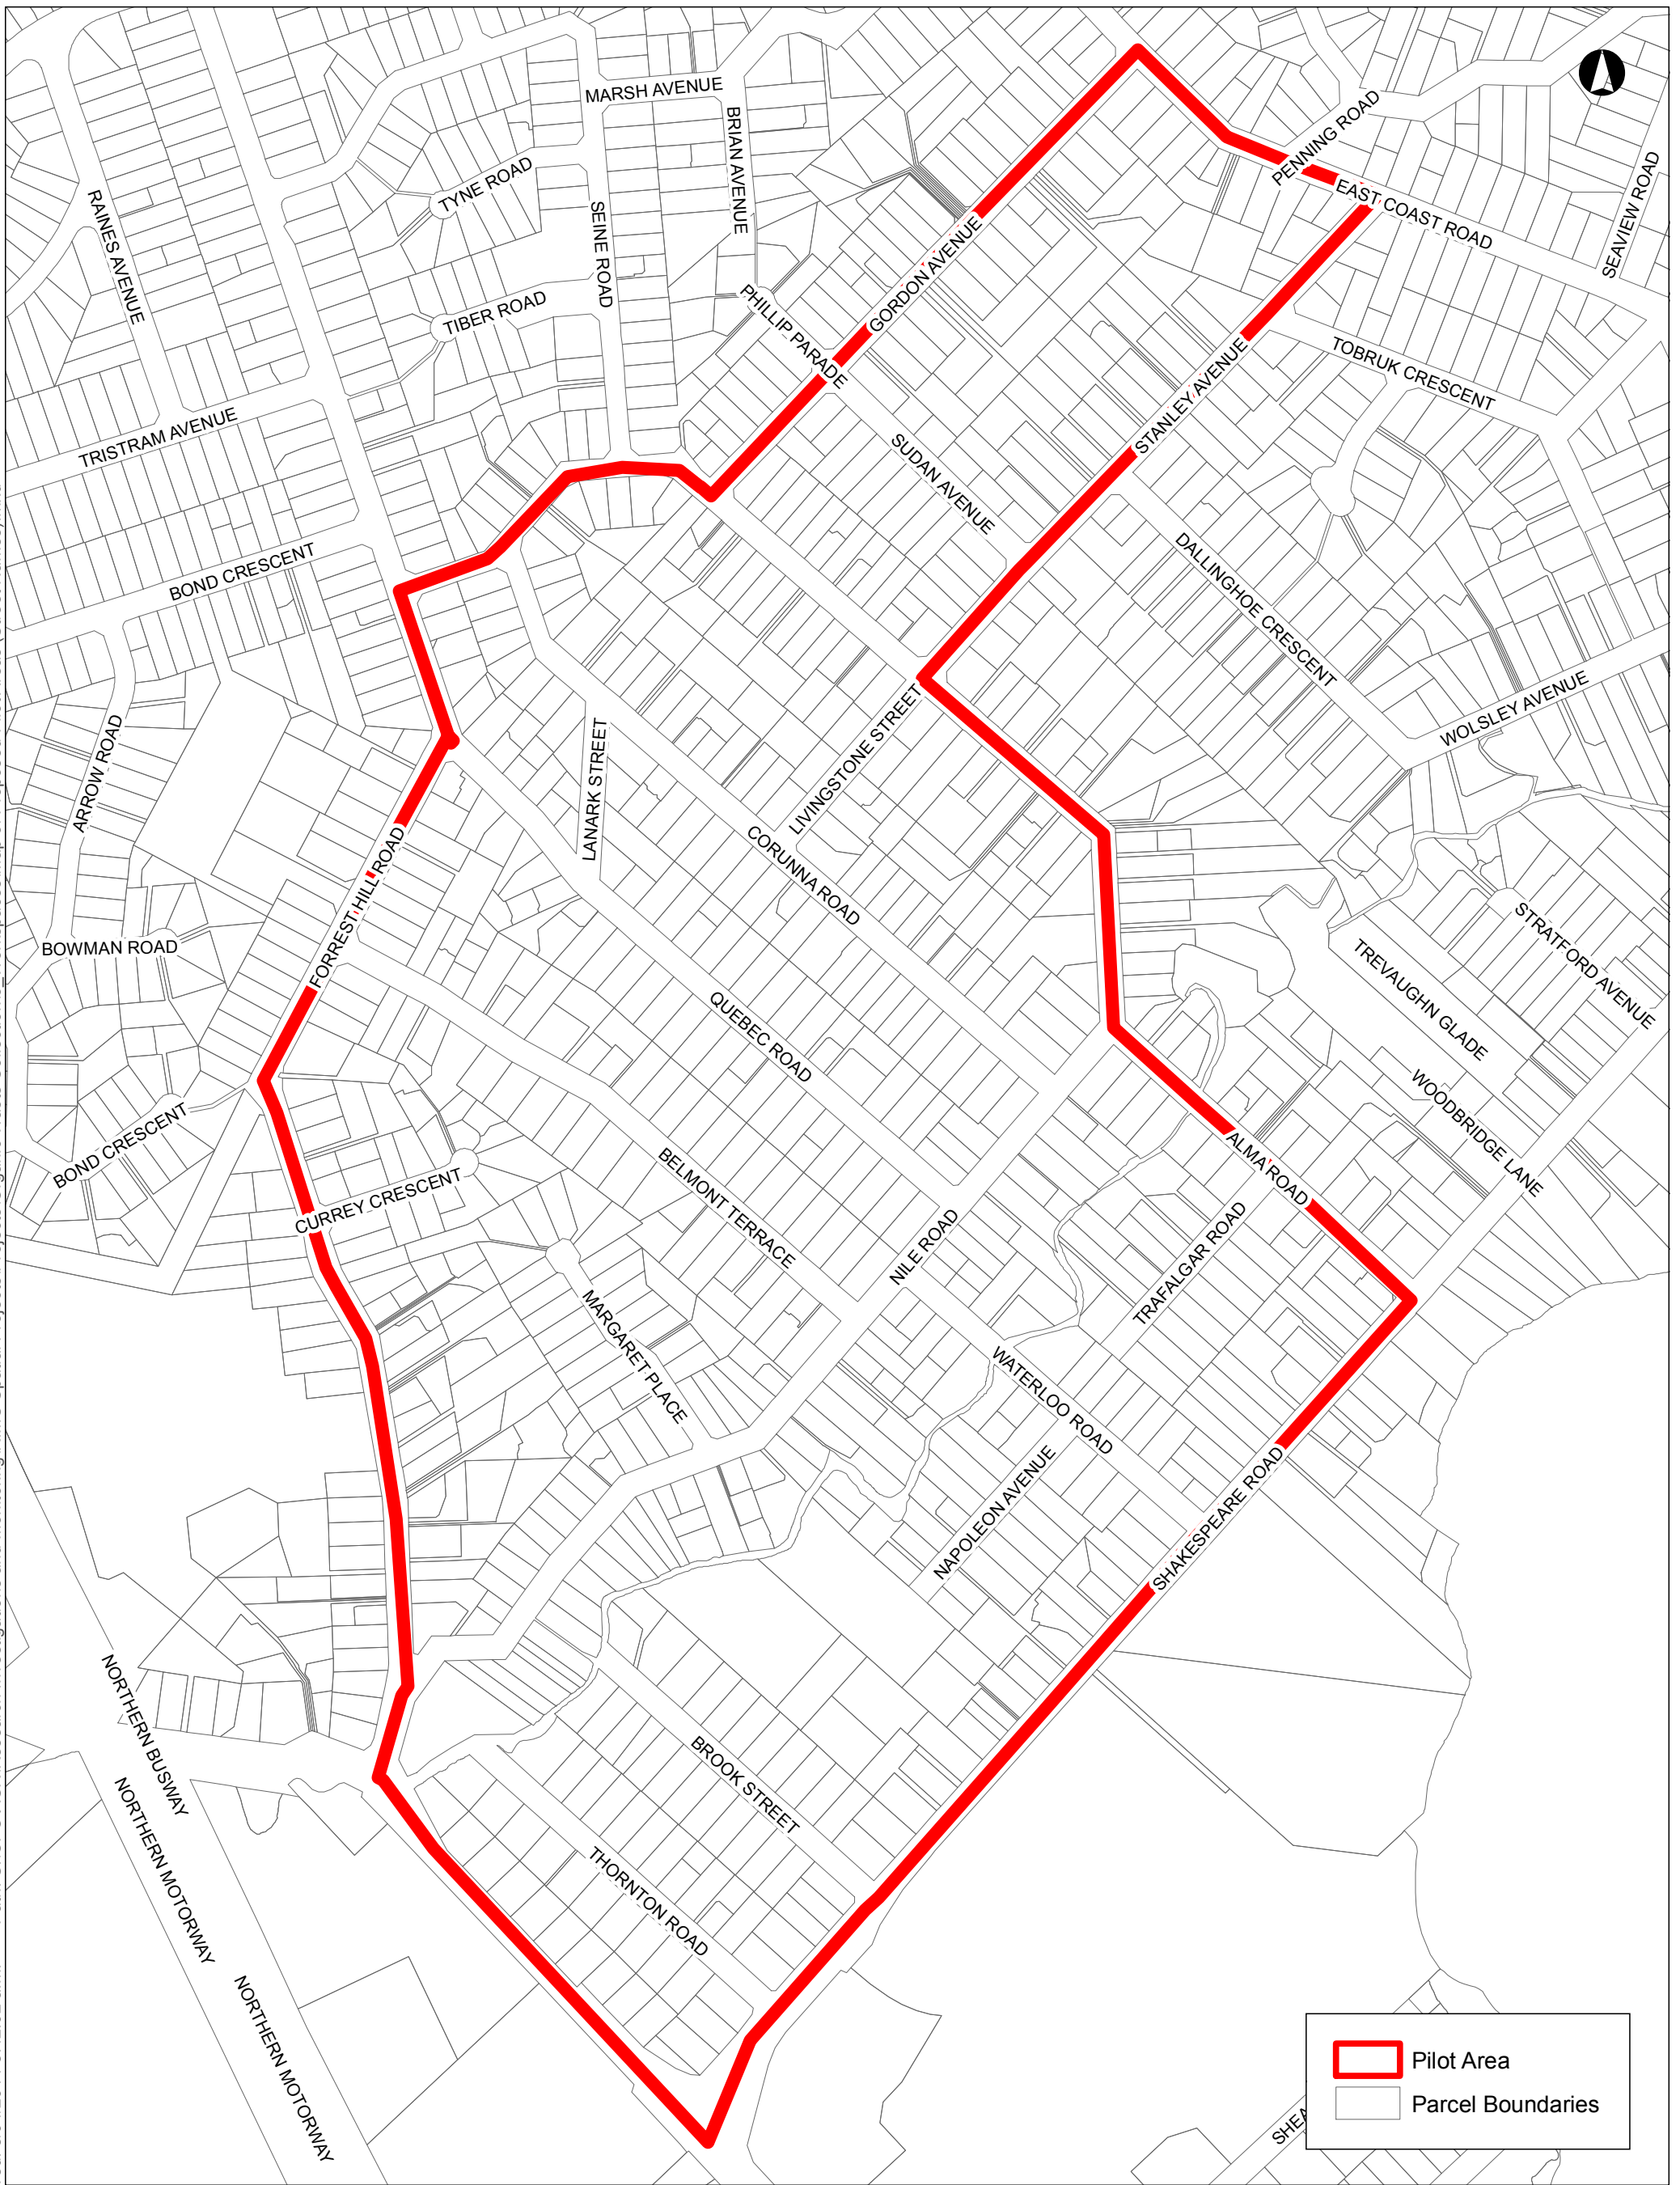 MARSH AVENUE
BRIAN AVENUE
PENNING ROAD
EAST COAST ROAD
SEAVIEW ROAD
TYNE ROAD
SEINE ROAD
RAINES AVENUE
GORDON AVENUE
PHILLIP PARADE
TIBER ROAD
STANLEY AVENUE
TOBRUK CRESCENT
TRISTRAM AVENUE
SUDAN AVENUE
BOND CRESCENT
DALLINGHOE CRESCENT
WOLSLEY AVENUE
LIVINGSTONE STREET
ARROW ROAD
LANARK STREET
CORUNNA ROAD
FORREST HILL ROAD
BOWMAN ROAD
STRATFORD AVENUE
TREVAUGHN GLADE
QUEBEC ROAD
WOODBRIDGE LANE
BOND CRESCENT
ALMA ROAD
CURREY CRESCENT
BELMONT TERRACE
NILE ROAD
TRAFALGAR ROAD
MARGARET PLACE
WATERLOO ROAD
NAPOLEON AVENUE
SHAKESPEARE ROAD
NORTHERN BUSWAY
BROOK STREET
NORTHERN MOTORWAY
THORNTON ROAD
NORTHERN MOTORWAY
Pilot Area
Parcel Boundaries
SHEA